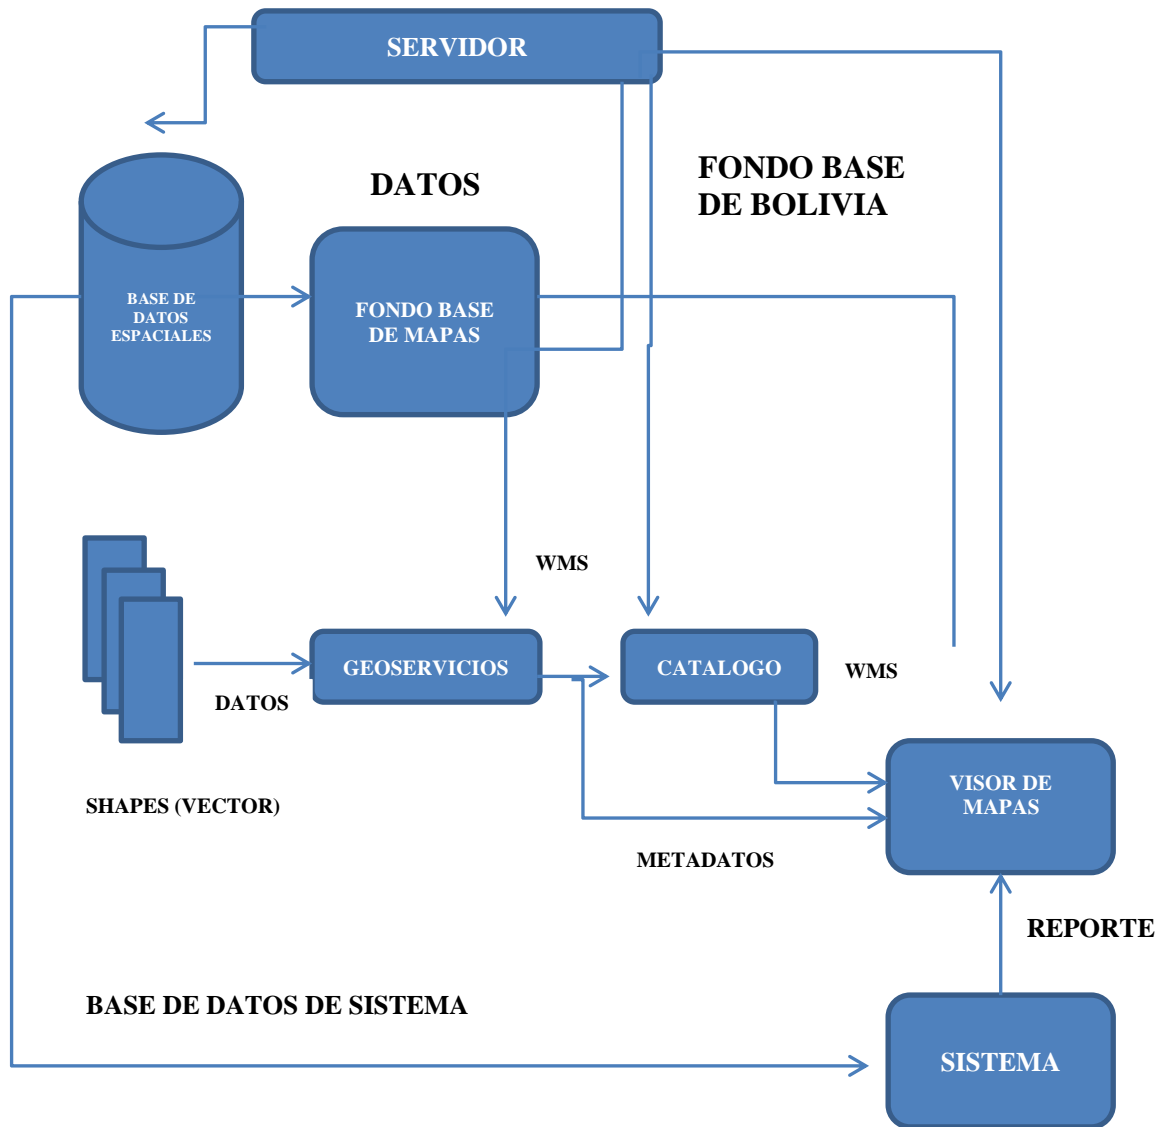 SERVIDOR
DATOS
FONDO BASE
DE BOLIVIA
BASE DE
DATOS
ESPACIALES
FONDO BASE
DE MAPAS
WMS
GEOSERVICIOS
CATALOGO
WMS
DATOS
SHAPES (VECTOR)
VISOR DE
MAPAS
METADATOS
REPORTE
BASE DE DATOS DE SISTEMA
SISTEMA